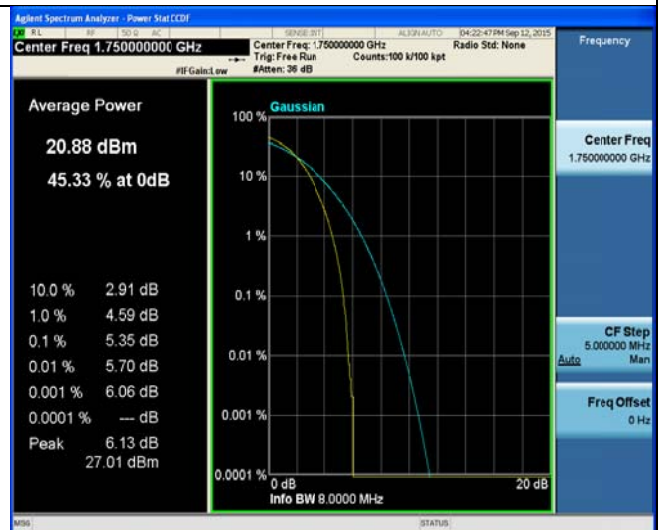 Agilent Spectrum Analyzer - Power Stat CCDF
RL RF 50 Ω AC SENSE:INT ALIGN AUTO 04:22:47 PM Sep 12, 2015
Center Freq 1.750000000 GHz
Center Freq: 1.750000000 GHz Radio Std: None
Trig: Free Run Counts:100 k/100 kpt
#IFGain:Low #Atten: 36 dB
Frequency
Average Power
20.88 dBm
45.33 % at 0dB
10.0 % 2.91 dB
1.0 % 4.59 dB
0.1 % 5.35 dB
0.01 % 5.70 dB
0.001 % 6.06 dB
0.0001 % --- dB
Peak 6.13 dB
27.01 dBm
Gaussian
100 %
10 %
1 %
0.1 %
0.01 %
0.001 %
0.0001 %
0 dB 20 dB
Info BW 8.0000 MHz
Center Freq
1.750000000 GHz
CF Step
5.000000 MHz
Auto Man
Freq Offset
0 Hz
MSG STATUS